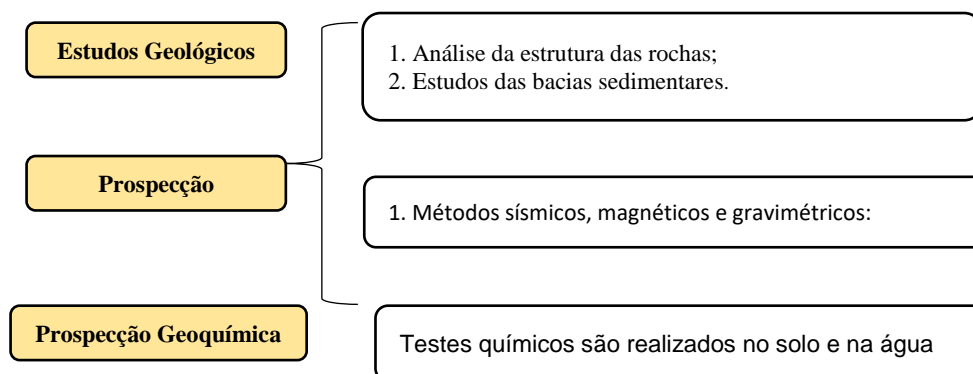 Estudos Geológicos
1. Análise da estrutura das rochas;
2. Estudos das bacias sedimentares.
Prospecção
1. Métodos sísmicos, magnéticos e gravimétricos:
Prospecção Geoquímica
Testes químicos são realizados no solo e na água